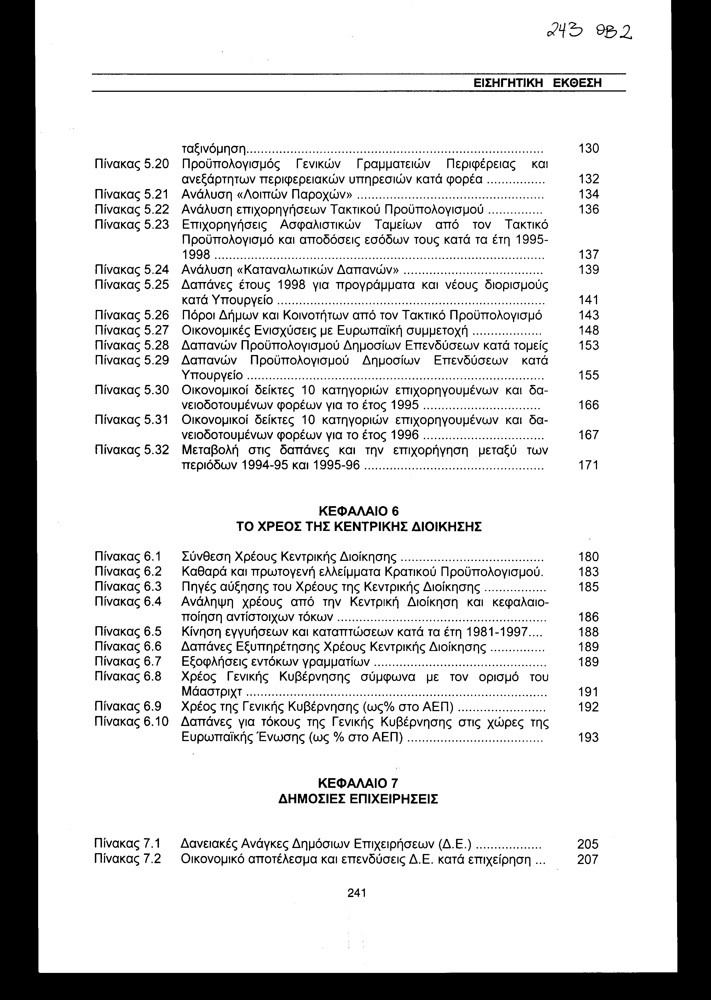 243
ΕΙΣΗΓΗΤΙΚΗ ΕΚΘΕΣΗ
ταξινόμηση.......... 130
Πίνακας 5.20 Προϋπολογισμός Γενικών Γραμματειών Περιφέρειας και
ανεξάρτητων περιφερειακών υπηρεσιών κατά φορέα .......... 132
Πίνακας 5.21 Ανάλυση «Λοιπών Παροχών» .......... 134
Πίνακας 5.22 Ανάλυση επιχορηγήσεων Τακτικού Προϋπολογισμού .......... 136
Πίνακας 5.23 Επιχορηγήσεις Ασφαλιστικών Ταμείων από τον Τακτικό
Προϋπολογισμό και αποδόσεις εσόδων τους κατά τα έτη 1995-
1998 .......... 137
Πίνακας 5.24 Ανάλυση «Καταναλωτικών Δαπανών» .......... 139
Πίνακας 5.25 Δαπάνες έτους 1998 για προγράμματα και νέους διορισμούς
κατά Υπουργείο .......... 141
Πίνακας 5.26 Πόροι Δήμων και Κοινοτήτων από τον Τακτικό Προϋπολογισμό 143
Πίνακας 5.27 Οικονομικές Ενισχύσεις με Ευρωπαϊκή συμμετοχή .......... 148
Πίνακας 5.28 Δαπανών Προϋπολογισμού Δημοσίων Επενδύσεων κατά τομείς 153
Πίνακας 5.29 Δαπανών Προϋπολογισμού Δημοσίων Επενδύσεων κατά
Υπουργείο .......... 155
Πίνακας 5.30 Οικονομικοί δείκτες 10 κατηγοριών επιχορηγουμένων και δα-
νειοδοτουμένων φορέων για το έτος 1995 .......... 166
Πίνακας 5.31 Οικονομικοί δείκτες 10 κατηγοριών επιχορηγουμένων και δα-
νειοδοτουμένων φορέων για το έτος 1996 .......... 167
Πίνακας 5.32 Μεταβολή στις δαπάνες και την επιχορήγηση μεταξύ των
περιόδων 1994-95 και 1995-96 .......... 171
ΚΕΦΑΛΑΙΟ 6
ΤΟ ΧΡΕΟΣ ΤΗΣ ΚΕΝΤΡΙΚΗΣ ΔΙΟΙΚΗΣΗΣ
Πίνακας 6.1 Σύνθεση Χρέους Κεντρικής Διοίκησης .......... 180
Πίνακας 6.2 Καθαρά και πρωτογενή ελλείμματα Κρατικού Προϋπολογισμού. 183
Πίνακας 6.3 Πηγές αύξησης του Χρέους της Κεντρικής Διοίκησης .......... 185
Πίνακας 6.4 Ανάληψη χρέους από την Κεντρική Διοίκηση και κεφαλαιο-
ποίηση αντίστοιχων τόκων .......... 186
Πίνακας 6.5 Κίνηση εγγυήσεων και καταπτώσεων κατά τα έτη 1981-1997.... 188
Πίνακας 6.6 Δαπάνες Εξυπηρέτησης Χρέους Κεντρικής Διοίκησης .......... 189
Πίνακας 6.7 Εξοφλήσεις εντόκων γραμματίων .......... 189
Πίνακας 6.8 Χρέος Γενικής Κυβέρνησης σύμφωνα με τον ορισμό του
Μάαστριχτ .......... 191
Πίνακας 6.9 Χρέος της Γενικής Κυβέρνησης (ως% στο ΑΕΠ) .......... 192
Πίνακας 6.10 Δαπάνες για τόκους της Γενικής Κυβέρνησης στις χώρες της
Ευρωπαϊκής Ένωσης (ως % στο ΑΕΠ) .......... 193
ΚΕΦΑΛΑΙΟ 7
ΔΗΜΟΣΙΕΣ ΕΠΙΧΕΙΡΗΣΕΙΣ
Πίνακας 7.1 Δανειακές Ανάγκες Δημόσιων Επιχειρήσεων (Δ.Ε.) .......... 205
Πίνακας 7.2 Οικονομικό αποτέλεσμα και επενδύσεις Δ.Ε. κατά επιχείρηση ... 207
241